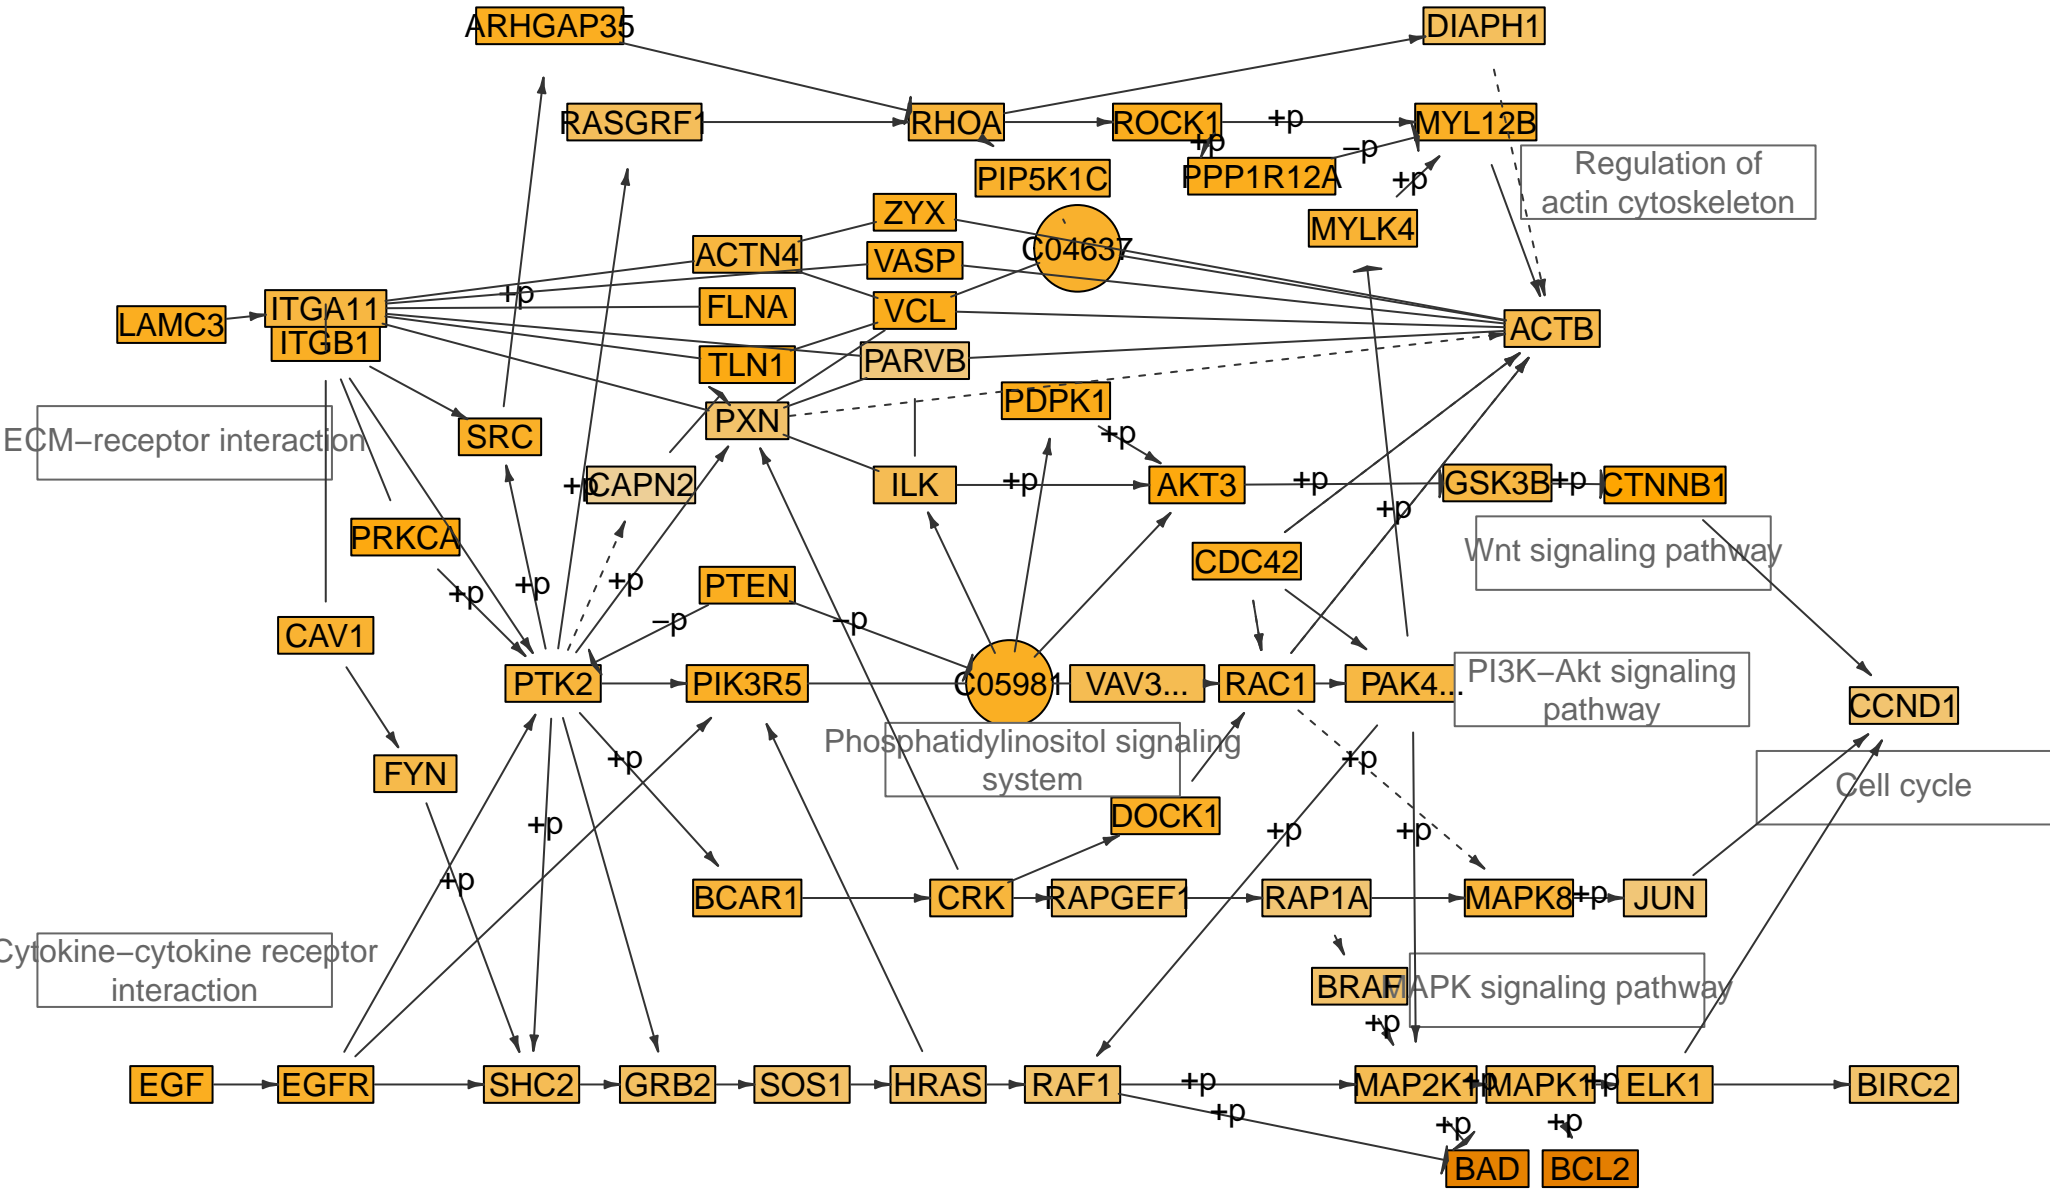 ARHGAP35
DIAPH1
RASGRF1
RHOA
ROCK1
+p
MYL12B
+p
−p
PIP5K1C
PPP1R12A
+p
Regulation of
actin cytoskeleton
ZYX
MYLK4
ACTN4
VASP
C04637
+p
ITGA11
FLNA
VCL
LAMC3
ITGB1
ACTB
TLN1
PARVB
PDPK1
PXN
SRC
+p
ECM−receptor interaction
+p
CAPN2
ILK
+p
AKT3
+p
GSK3B
+p
CTNNB1
+p
PRKCA
CDC42
Wnt signaling pathway
+p
+p
+p
PTEN
−p
−p
CAV1
PTK2
PIK3R5
C05981
VAV3...
RAC1
PAK4...
PI3K−Akt signaling
pathway
CCND1
Phosphatidylinositol signaling
system
FYN
+p
+p
Cell cycle
DOCK1
+p
+p
+p
+p
BCAR1
CRK
RAPGEF1
RAP1A
MAPK8
+p
JUN
Cytokine−cytokine receptor
interaction
BRAF
MAPK signaling pathway
+p
EGF
EGFR
SHC2
GRB2
SOS1
HRAS
RAF1
+p
MAP2K1
+p
MAPK1
+p
ELK1
BIRC2
+p
+p
+p
BAD
BCL2